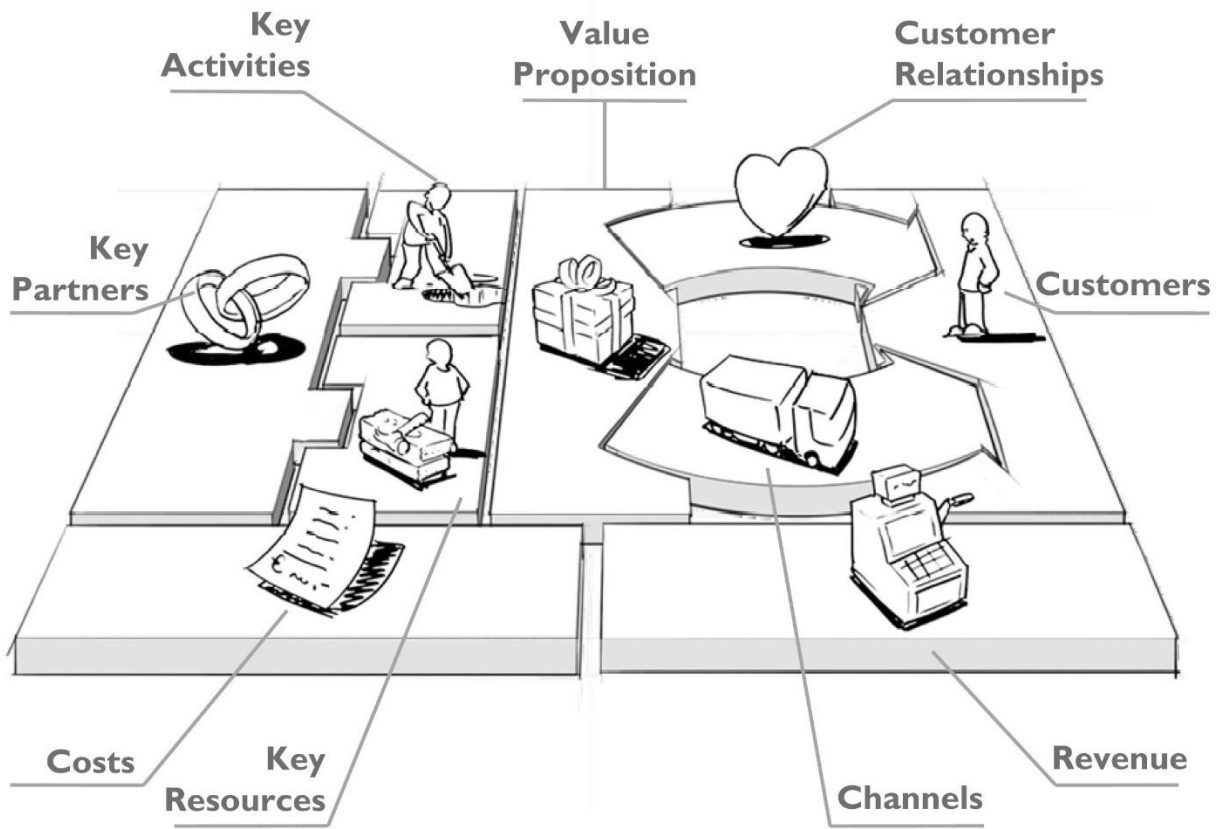 Key
Activities
Value
Proposition
Customer
Relationships
Key
Partners
Customers
Costs
Key
Resources
Channels
Revenue